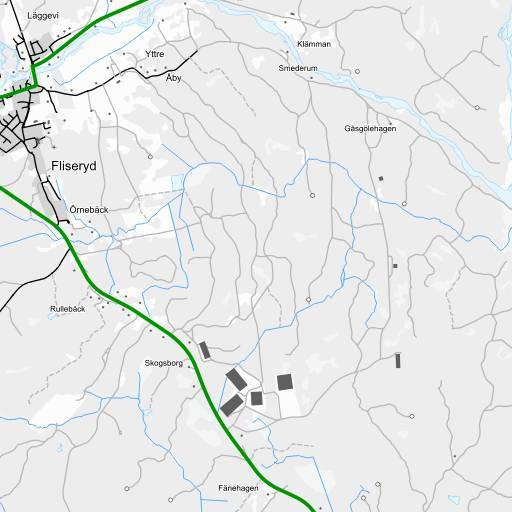 Läggevi
Klämman
Yttre
Smederum
Åby
Gåsgölehagen
Fliseryd
Örnebäck
Rullebäck
Skogsborg
Fänehagen